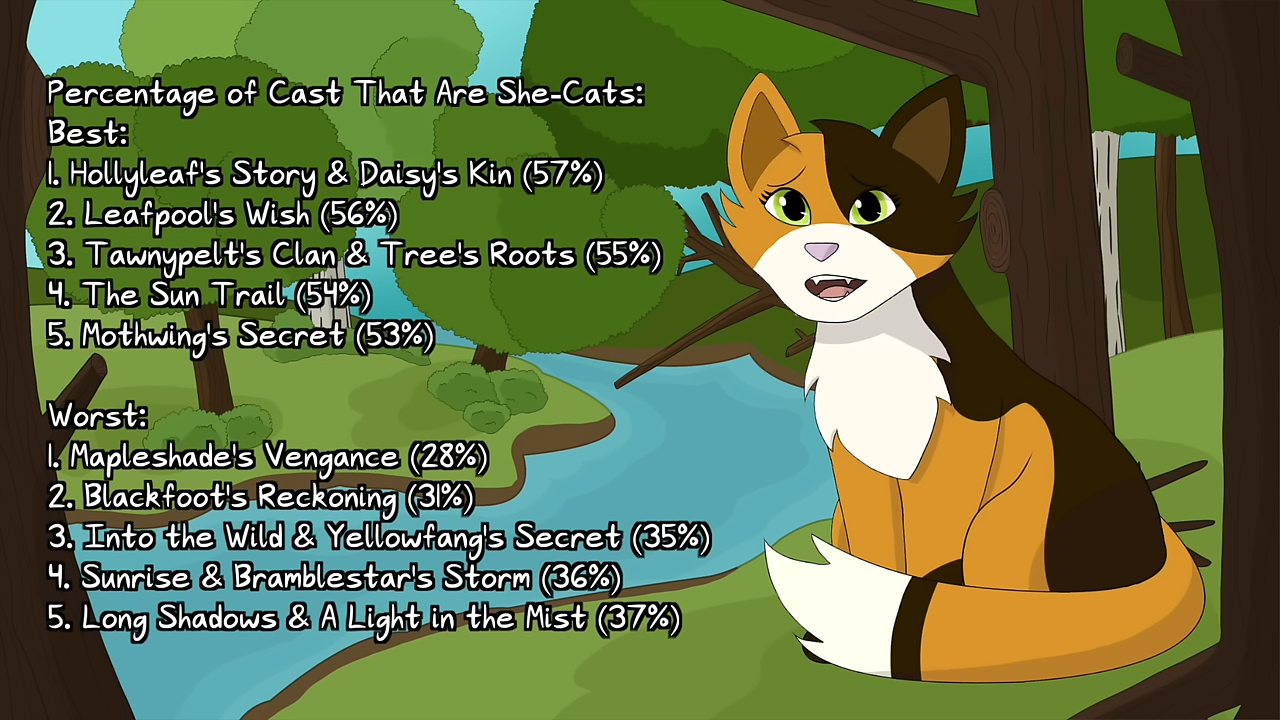 Percentage of Cast That Are She-Cats:
Best:
1. Hollyleaf's Story & Daisy's Kin (57%)
2. Leafpool's Wish (56%)
3. Tawnypelt's Clan & Tree's Roots (55%)
4. The Sun Trail (54%)
5. Mothwing's Secret (53%)
Worst:
1. Mapleshade's Vengance (28%)
2. Blackfoot's Reckoning (31%)
3. Into the Wild & Yellowfang's Secret (35%)
4. Sunrise & Bramblestar's Storm (36%)
5. Long Shadows & A Light in the Mist (37%)